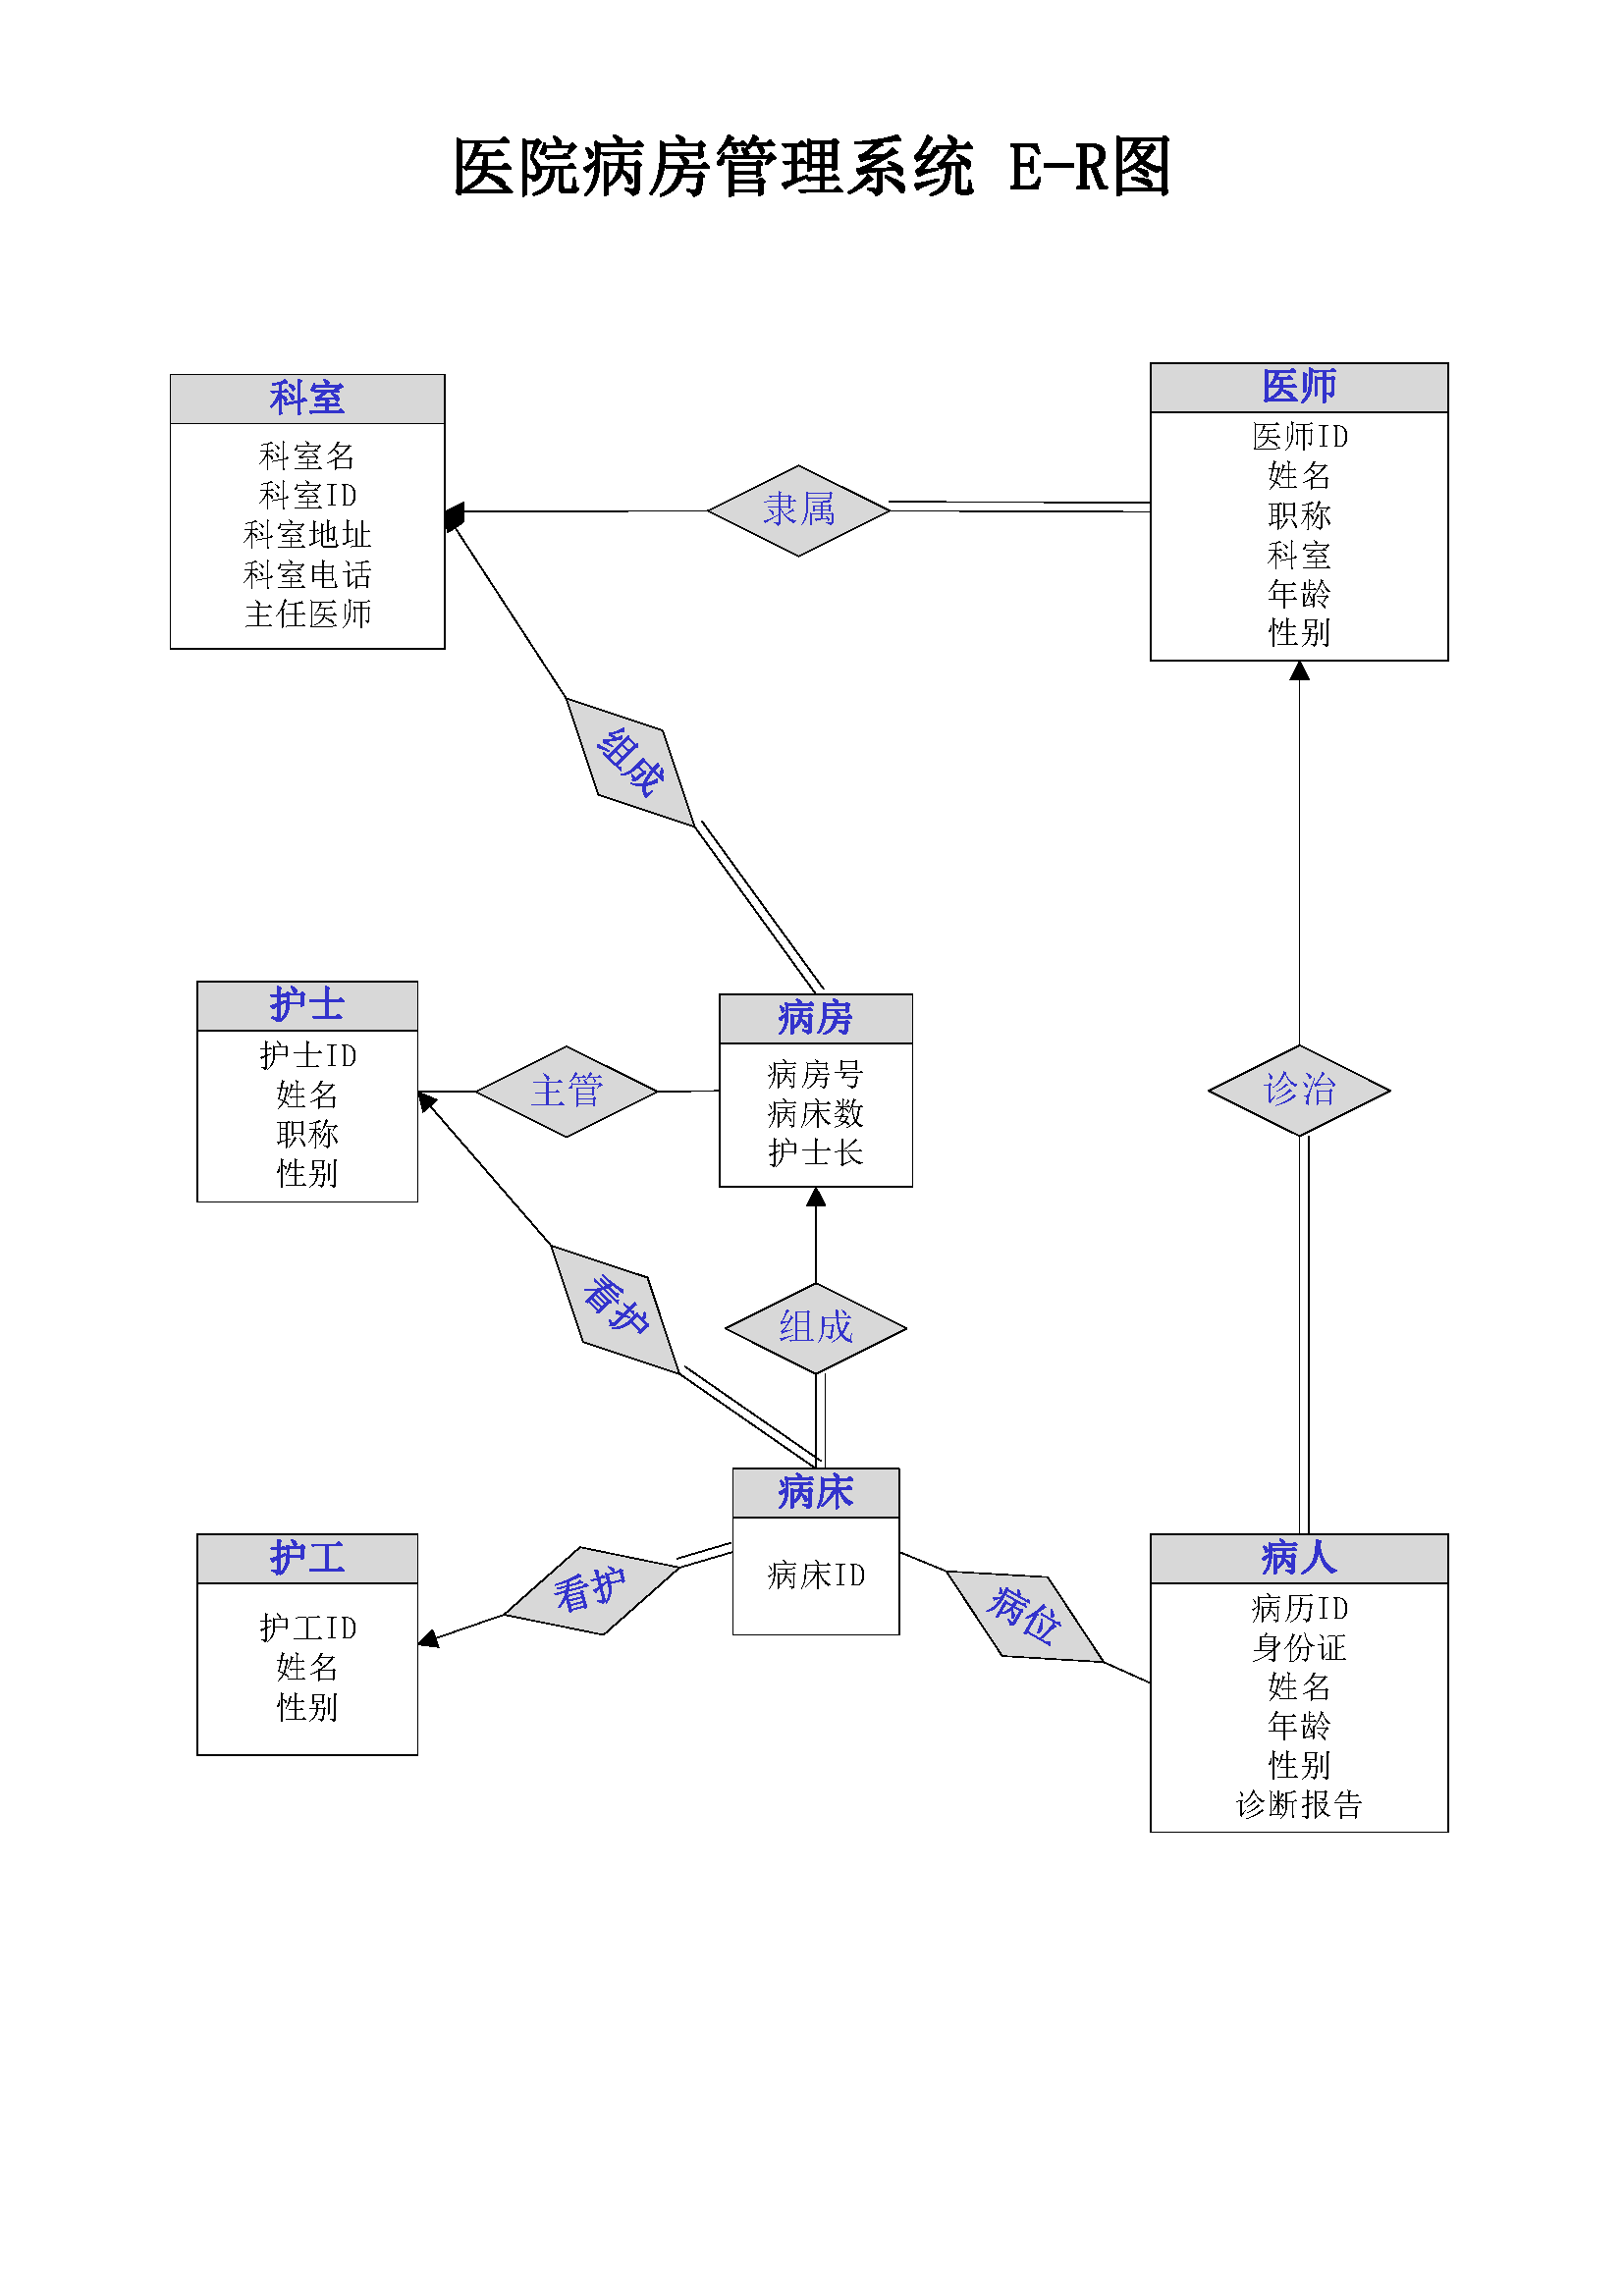 医院病房管理系统 E-R图
科室
科室名
科室ID
科室地址
科室电话
主任医师
隶属
医师
医师ID
姓名
职称
科室
年龄
性别
组成
护士
护士ID
姓名
职称
性别
主管
病房
病房号
病床数
护士长
诊治
看护
组成
病床
病床ID
护工
护工ID
姓名
性别
看护
病位
病人
病历ID
身份证
姓名
年龄
性别
诊断报告